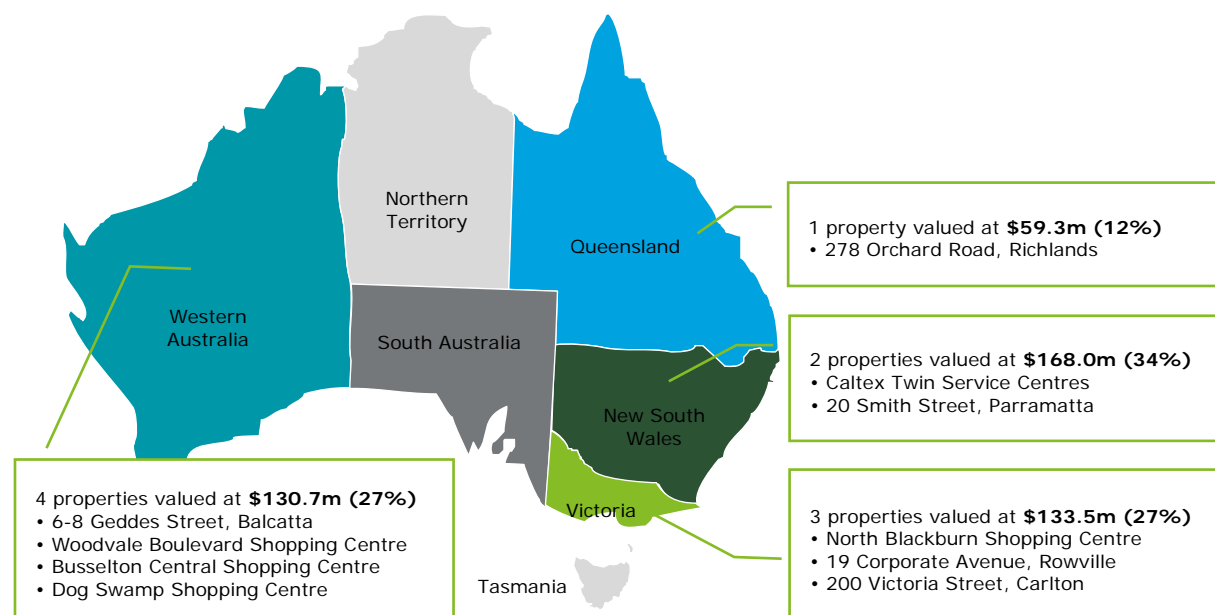 Northern
Territory
Queensland
Western
Australia
South Australia
New South
Wales
Victoria
Tasmania
1 property valued at $59.3m (12%)
• 278 Orchard Road, Richlands
2 properties valued at $168.0m (34%)
• Caltex Twin Service Centres
• 20 Smith Street, Parramatta
4 properties valued at $130.7m (27%)
• 6-8 Geddes Street, Balcatta
• Woodvale Boulevard Shopping Centre
• Busselton Central Shopping Centre
• Dog Swamp Shopping Centre
3 properties valued at $133.5m (27%)
• North Blackburn Shopping Centre
• 19 Corporate Avenue, Rowville
• 200 Victoria Street, Carlton